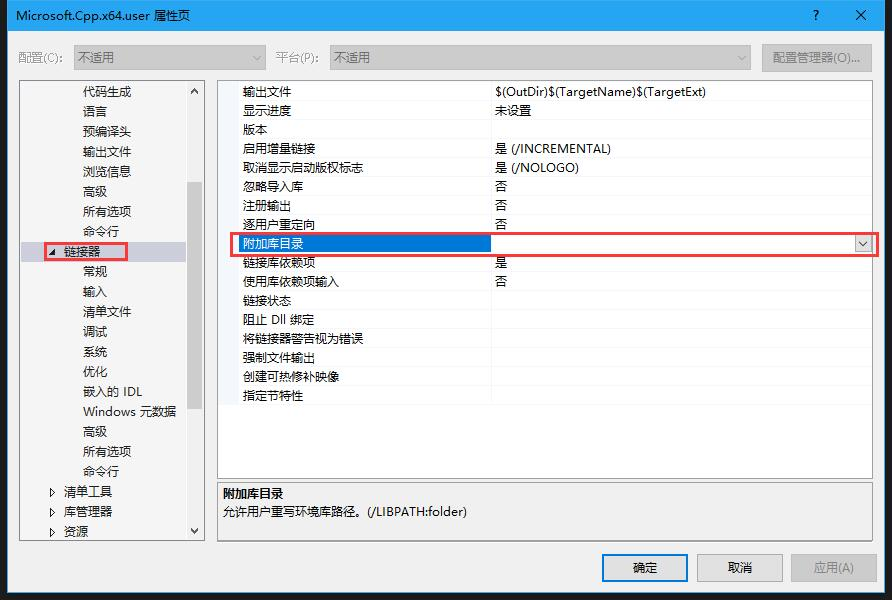 Microsoft.Cpp.x64.user 属性页
?
配置(C):
不适用
平台(P):
不适用
配置管理器(O)...
代码生成
语言
预编译头
输出文件
浏览信息
高级
所有选项
命令行
链接器
常规
输入
清单文件
调试
系统
优化
嵌入的 IDL
Windows 元数据
高级
所有选项
命令行
清单工具
库管理器
资源
输出文件 $(OutDir)$(TargetName)$(TargetExt)
显示进度 未设置
版本
启用增量链接 是 (/INCREMENTAL)
取消显示启动版权标志 是 (/NOLOGO)
忽略导入库 否
注册输出 否
逐用户重定向 否
附加库目录
链接库依赖项 是
使用库依赖项输入 否
链接状态
阻止 Dll 绑定
将链接器警告视为错误
强制文件输出
创建可热修补映像
指定节特性
附加库目录
允许用户重写环境库路径。(/LIBPATH:folder)
确定
取消
应用(A)